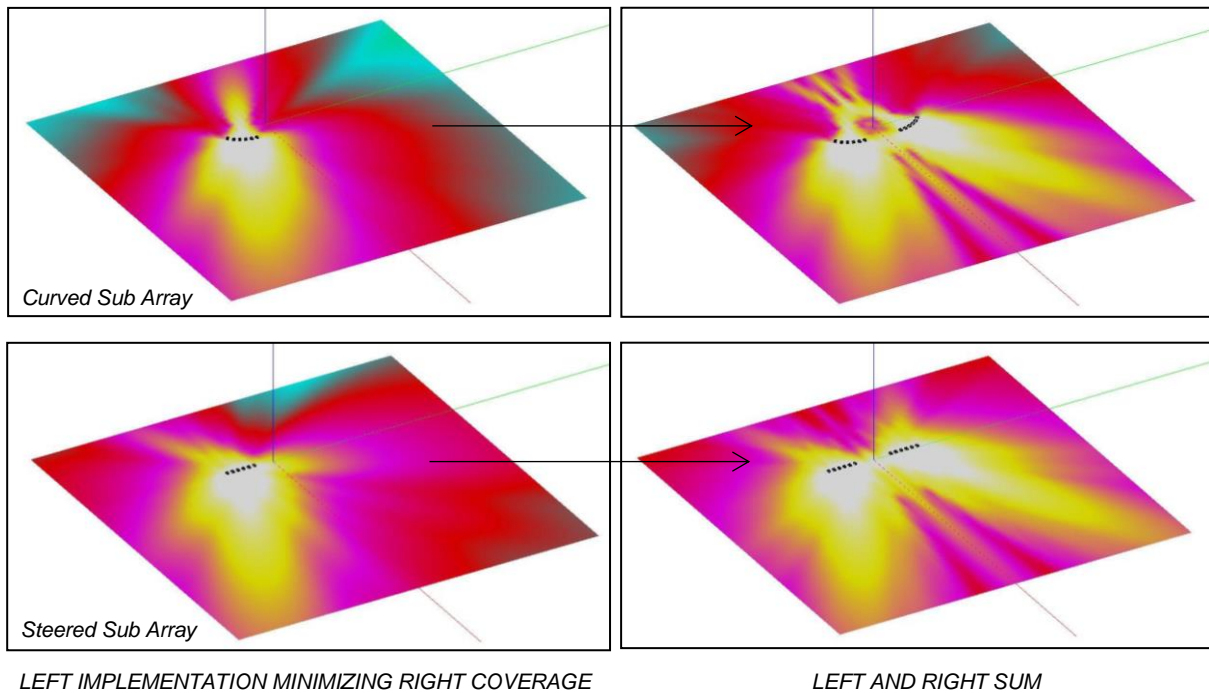 Curved Sub Array
Steered Sub Array
LEFT IMPLEMENTATION MINIMIZING RIGHT COVERAGE
LEFT AND RIGHT SUM